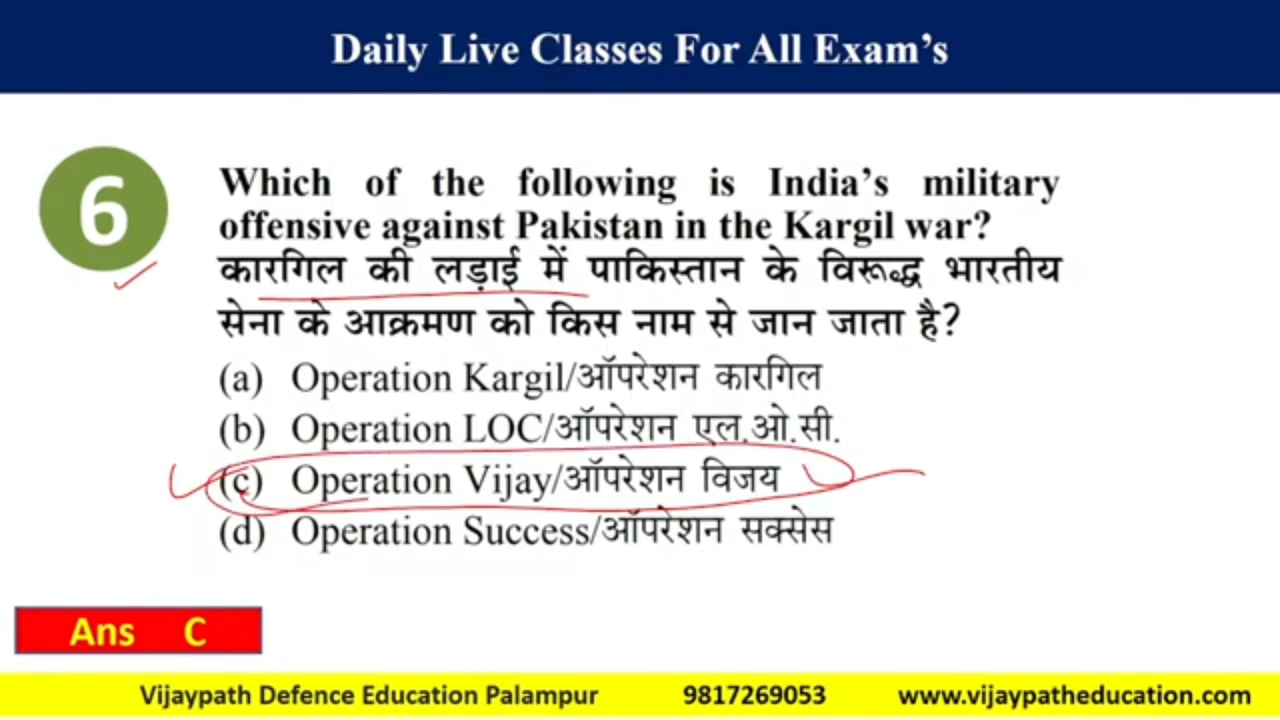 Daily Live Classes For All Exam's
6
Which of the following is India's military
offensive against Pakistan in the Kargil war?
कारगिल की लड़ाई में पाकिस्तान के विरूद्ध भारतीय
सेना के आक्रमण को किस नाम से जान जाता है?
(a) Operation Kargil/ऑपरेशन कारगिल
(b) Operation LOC/ऑपरेशन एल.ओ.सी.
(c) Operation Vijay/ऑपरेशन विजय
(d) Operation Success/ऑपरेशन सक्सेस
Ans C
Vijaypath Defence Education Palampur 9817269053 www.vijaypatheducation.com